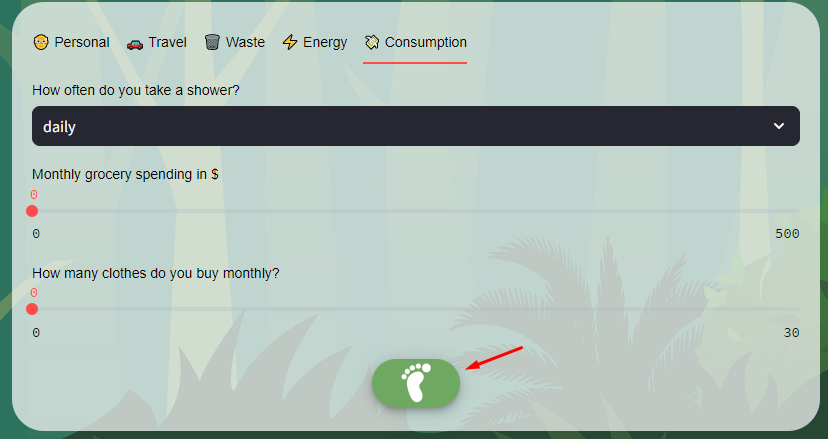 Personal Travel Waste Energy Consumption
How often do you take a shower?
daily
Monthly grocery spending in $
0
0 500
How many clothes do you buy monthly?
0
0 30